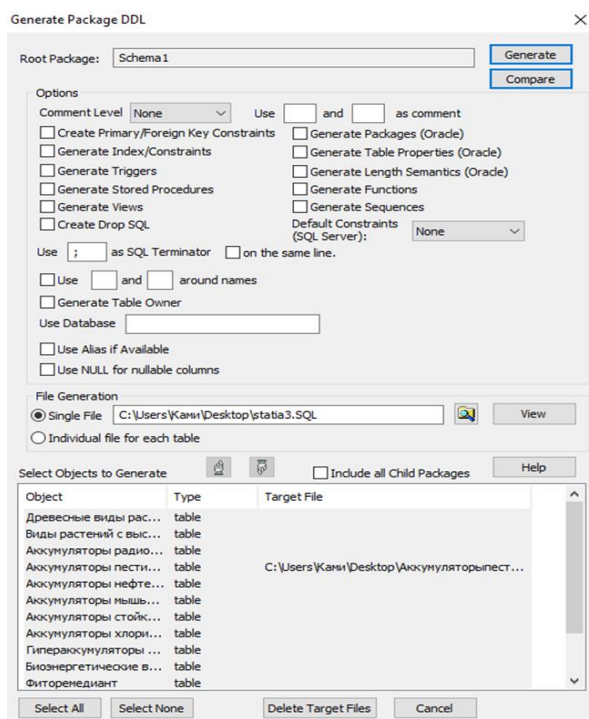 Generate Package DDL
Root Package: Schema1 Generate
Compare
Options
Comment Level None Use and as comment
Create Primary/Foreign Key Constraints Generate Packages (Oracle)
Generate Index/Constraints Generate Table Properties (Oracle)
Generate Triggers Generate Length Semantics (Oracle)
Generate Stored Procedures Generate Functions
Generate Views Generate Sequences
Create Drop SQL Default Constraints (SQL Server): None
Use ; as SQL Terminator on the same line.
Use and around names
Generate Table Owner
Use Database
Use Alias if Available
Use NULL for nullable columns
File Generation
Single File C:\Users\Ками\Desktop\statia3.SQL View
Individual file for each table
Select Objects to Generate Include all Child Packages Help
Object Type Target File
Древесные виды рас... table
Виды растений с выс... table
Аккумуляторы радио... table
Аккумуляторы пести... table C:\Users\Ками\Desktop\Аккумуляторыпест...
Аккумуляторы нефте... table
Аккумуляторы мышь... table
Аккумуляторы стойк... table
Аккумуляторы хлори... table
Гипераккумуляторы ... table
Биоэнергетические в... table
Фиторемедиант table
Select All Select None Delete Target Files Cancel